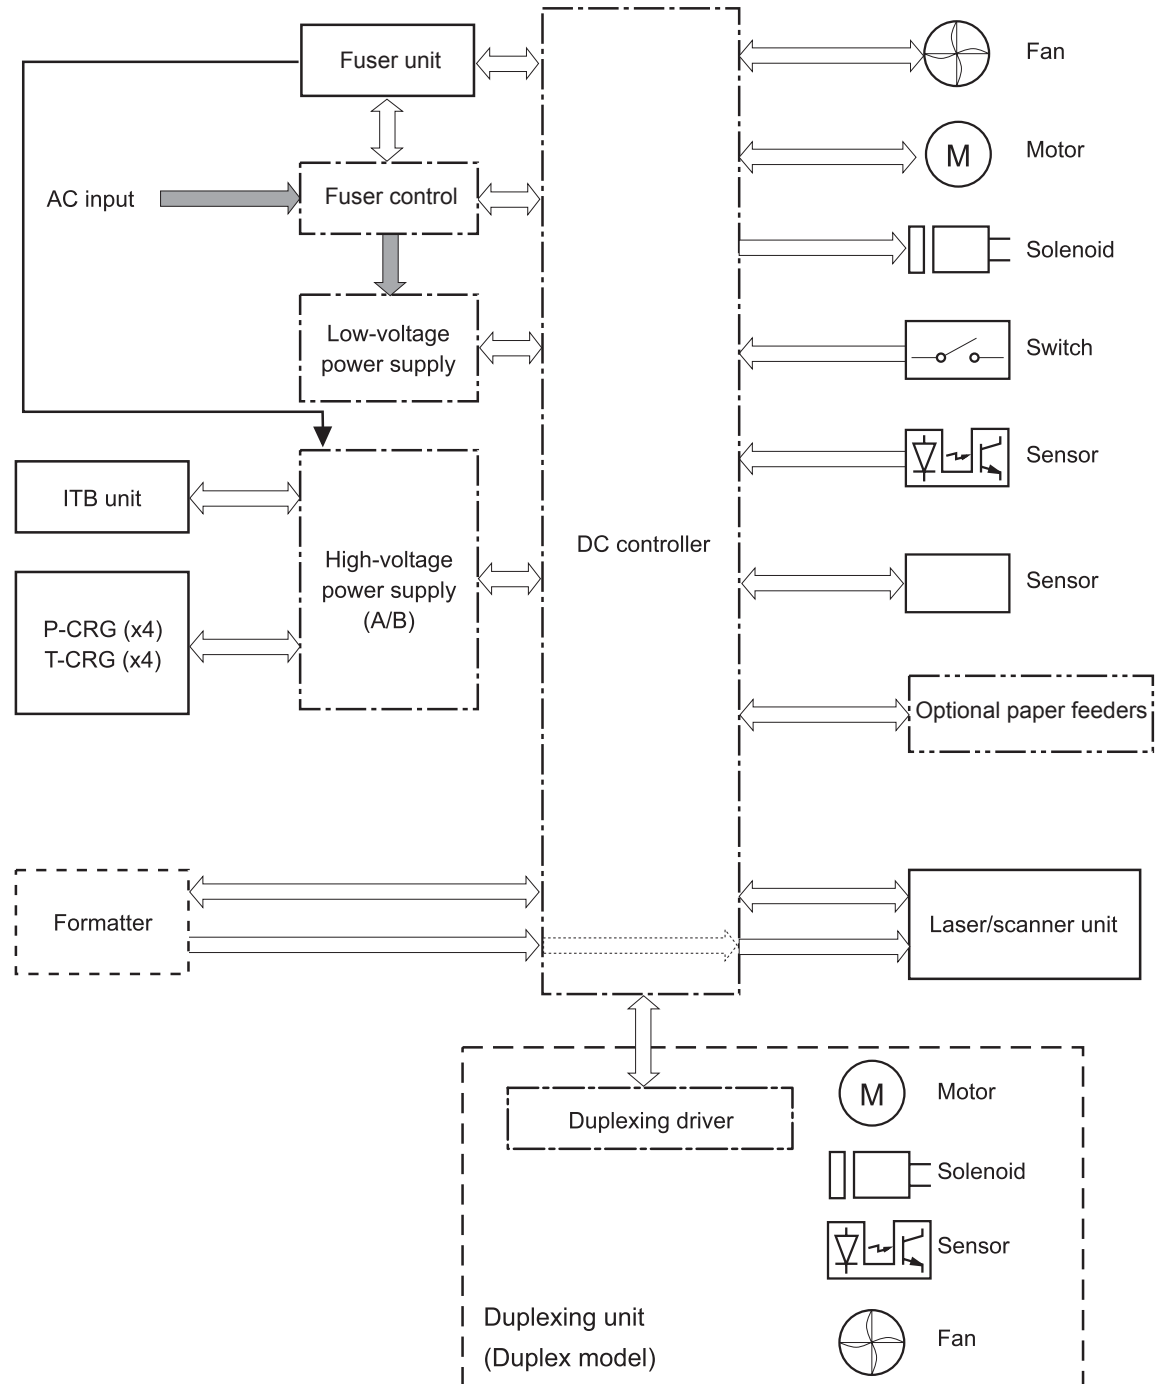 Fuser unit
Fan
AC input
Fuser control
M
Motor
Solenoid
Low-voltage
power supply
Switch
Sensor
ITB unit
DC controller
High-voltage
power supply
(A/B)
Sensor
P-CRG (x4)
T-CRG (x4)
Optional paper feeders
Formatter
Laser/scanner unit
Duplexing driver
M
Motor
Solenoid
Sensor
Duplexing unit
(Duplex model)
Fan